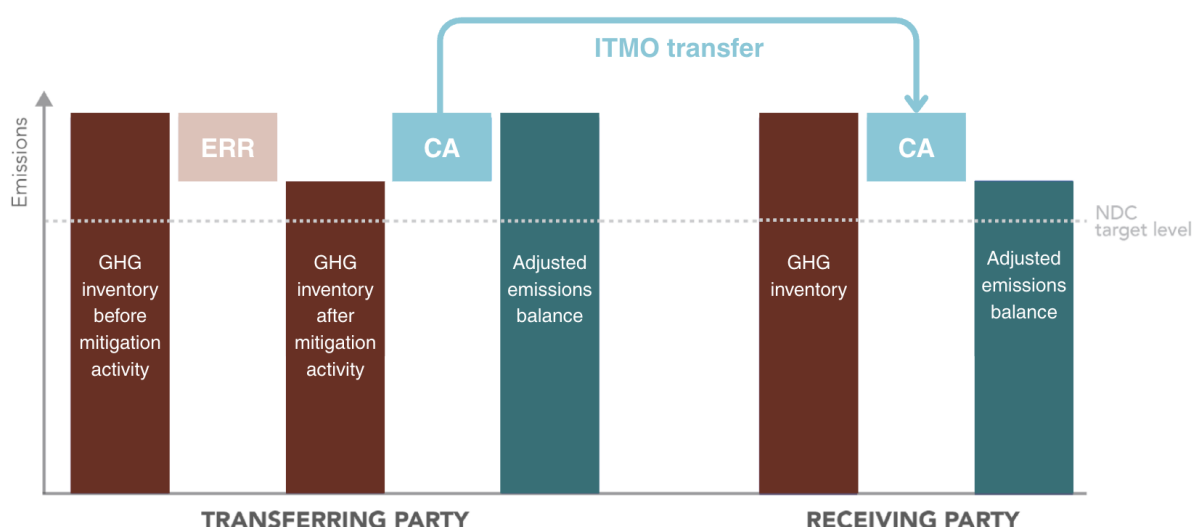 ITMO transfer
Emissions
ERR
CA
CA
NDC
target level
GHG
inventory
before
mitigation
activity
GHG
inventory
after
mitigation
activity
Adjusted
emissions
balance
GHG
inventory
Adjusted
emissions
balance
TRANSFERRING PARTY
RECEIVING PARTY